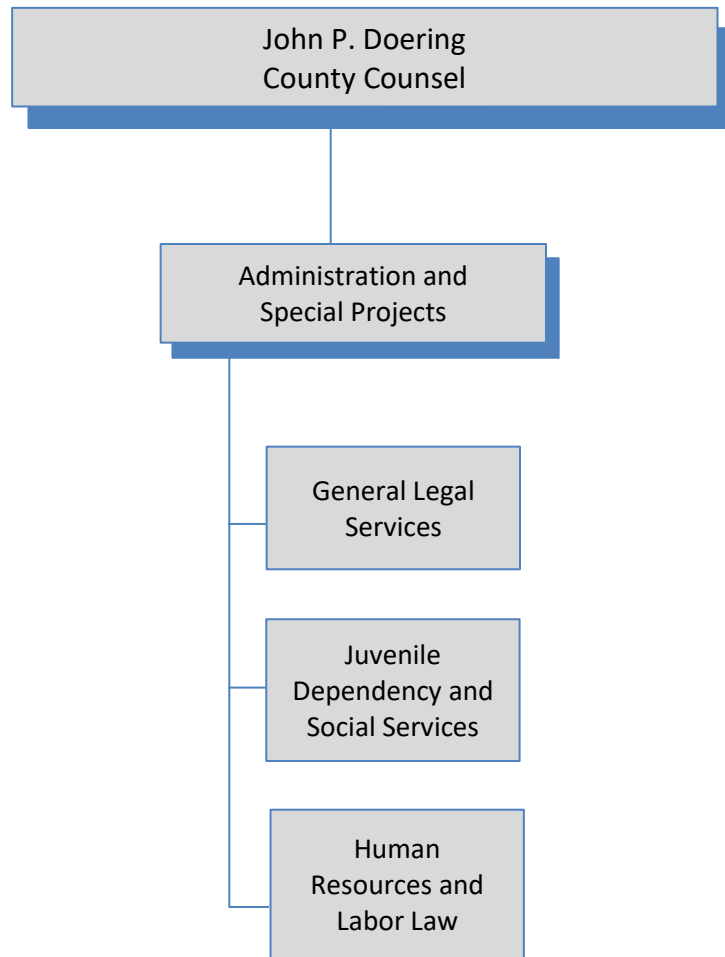 John P. Doering
County Counsel
Administration and
Special Projects
General Legal
Services
Juvenile
Dependency and
Social Services
Human
Resources and
Labor Law